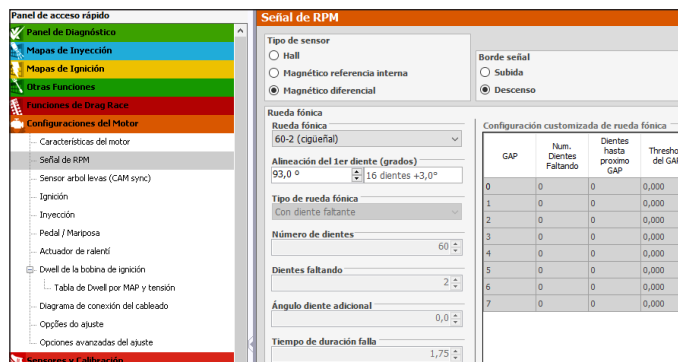 Panel de acceso rápido
Panel de Diagnóstico
Mapas de Inyección
Mapas de Ignición
Otras Funciones
Funciones de Drag Race
Configuraciones del Motor
Características del motor
Señal de RPM
Sensor arbol levas (CAM sync)
Ignición
Inyección
Pedal / Mariposa
Actuador de ralentí
Dwell de la bobina de ignición
Tabla de Dwell por MAP y tensión
Diagrama de conexión del cableado
Opções do ajuste
Opciones avanzadas del ajuste
Sensores y Calibración
Señal de RPM
Tipo de sensor
Hall
Magnético referencia interna
Magnético diferencial
Borde señal
Subida
Descenso
Rueda fónica
Rueda fónica
60-2 (cigüeñal)
Alineación del 1er diente (grados)
93,0 º 16 dientes +3,0°
Tipo de rueda fónica
Con diente faltante
Número de dientes
60
Dientes faltando
2
Ángulo diente adicional
0,0
Tiempo de duración falla
1,75
Configuración customizada de rueda fónica
GAP Num. Dientes Faltando Dientes hasta proximo GAP Thresho del GAP
0 0 0 0,000
1 0 0 0,000
2 0 0 0,000
3 0 0 0,000
4 0 0 0,000
5 0 0 0,000
6 0 0 0,000
7 0 0 0,000